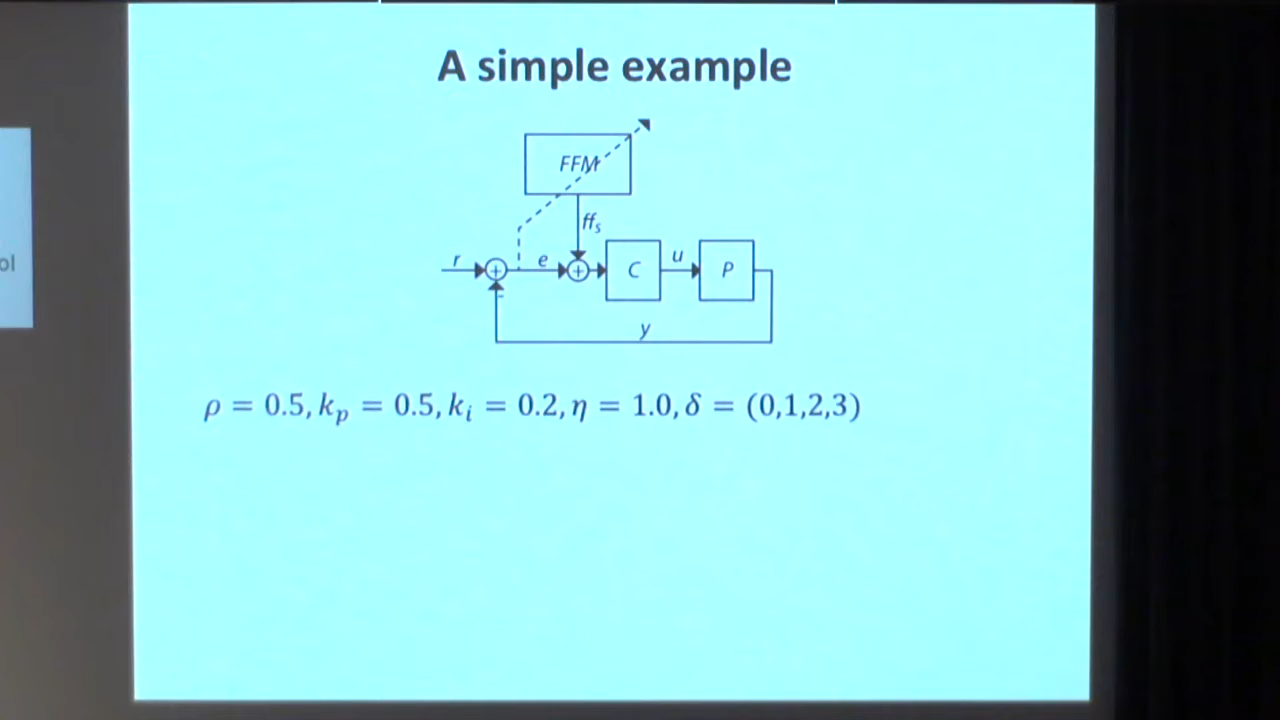 A simple example
FFM
ff_s
r
e
C
u
P
-
y
ol
ρ = 0.5, k_p = 0.5, k_i = 0.2, η = 1.0, δ = (0,1,2,3)